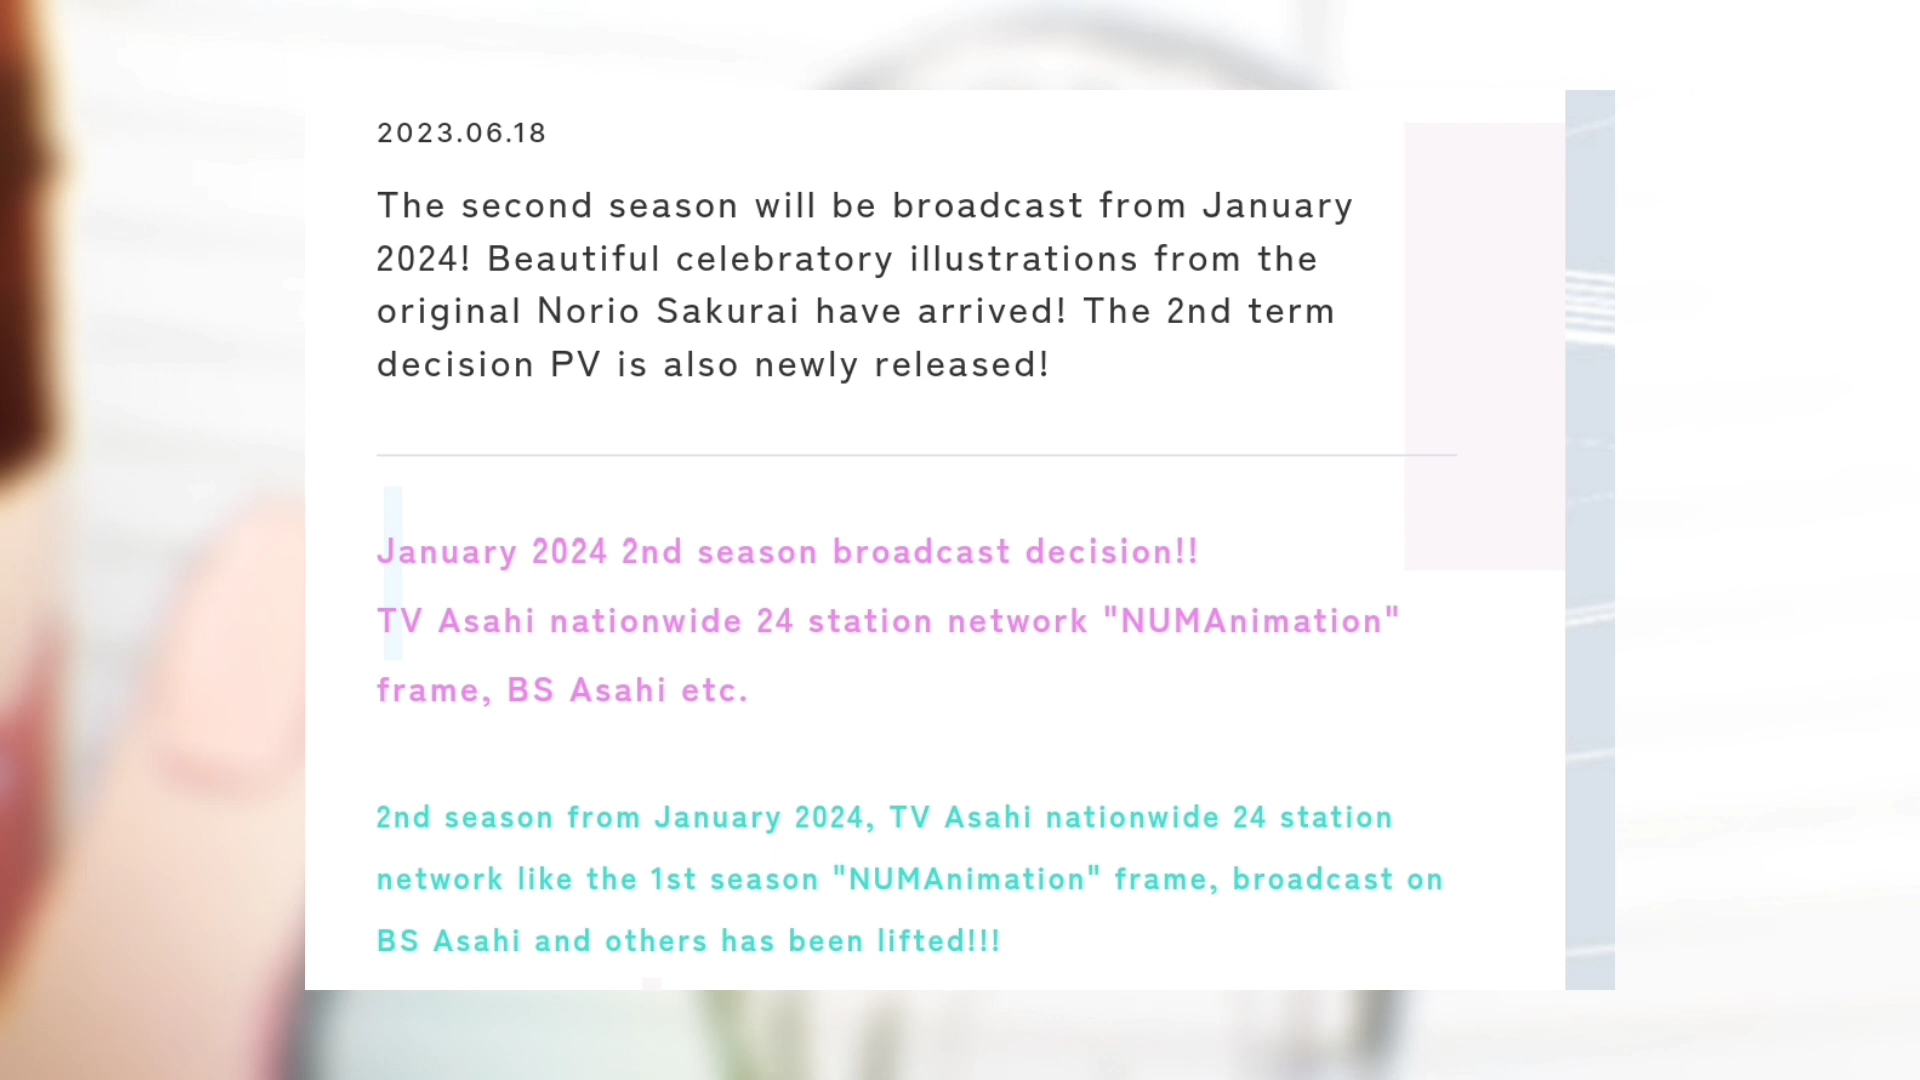 2023.06.18
The second season will be broadcast from January
2024! Beautiful celebratory illustrations from the
original Norio Sakurai have arrived! The 2nd term
decision PV is also newly released!
January 2024 2nd season broadcast decision!!
TV Asahi nationwide 24 station network "NUMAnimation"
frame, BS Asahi etc.
2nd season from January 2024, TV Asahi nationwide 24 station
network like the 1st season "NUMAnimation" frame, broadcast on
BS Asahi and others has been lifted!!!